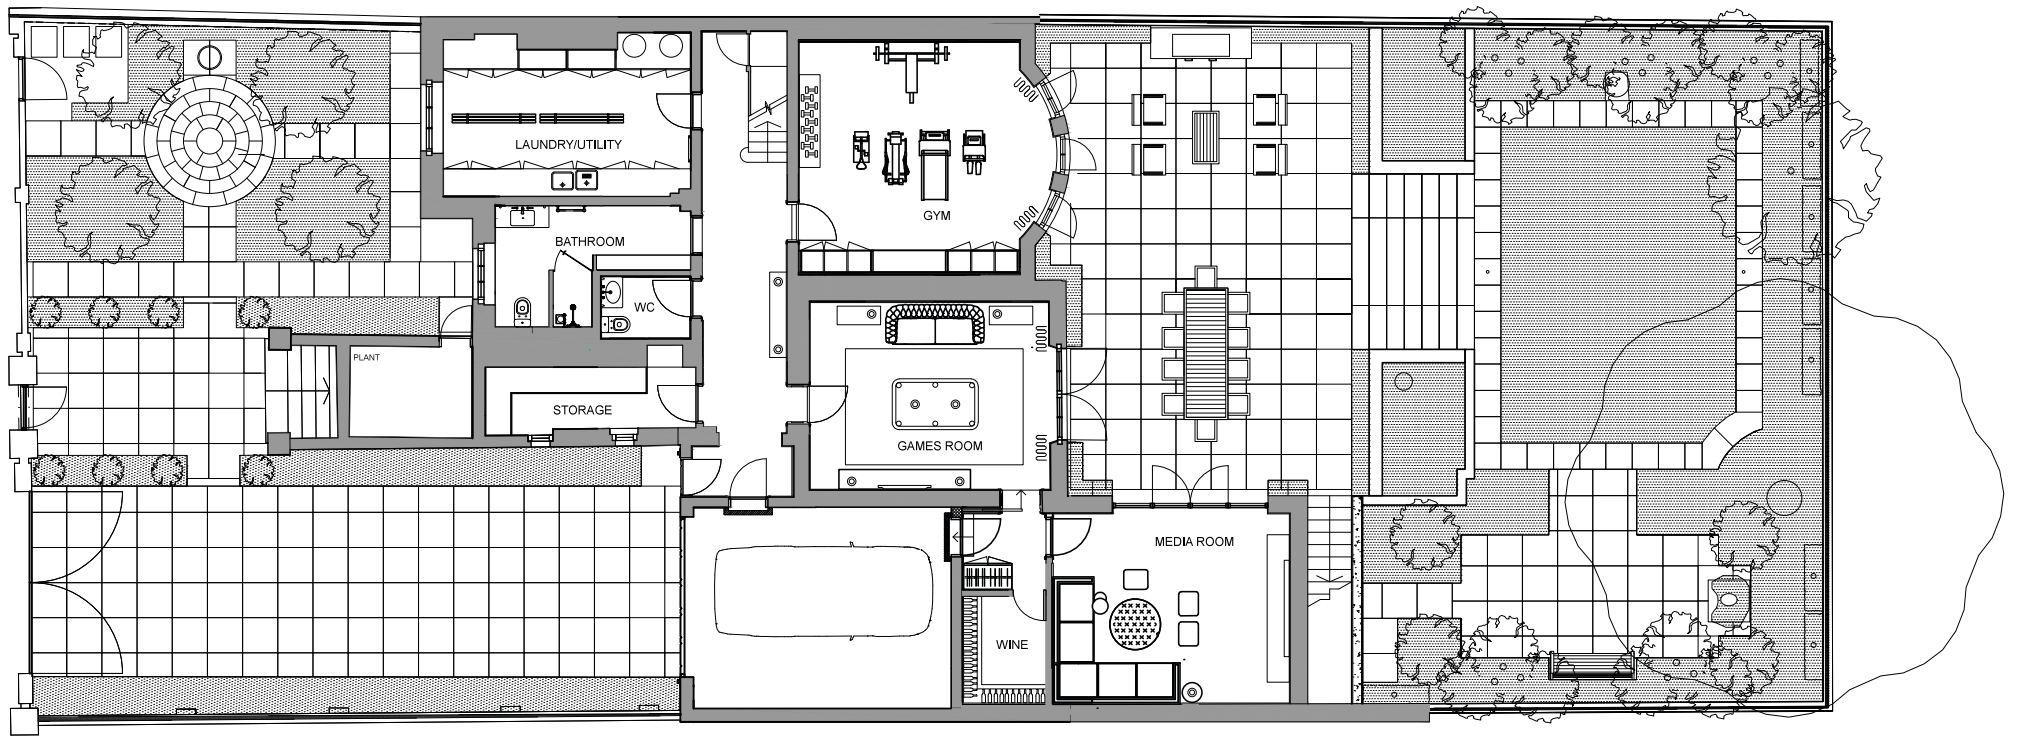 LAUNDRY/UTILITY
GYM
BATHROOM
WC
PLANT
STORAGE
GAMES ROOM
MEDIA ROOM
WINE